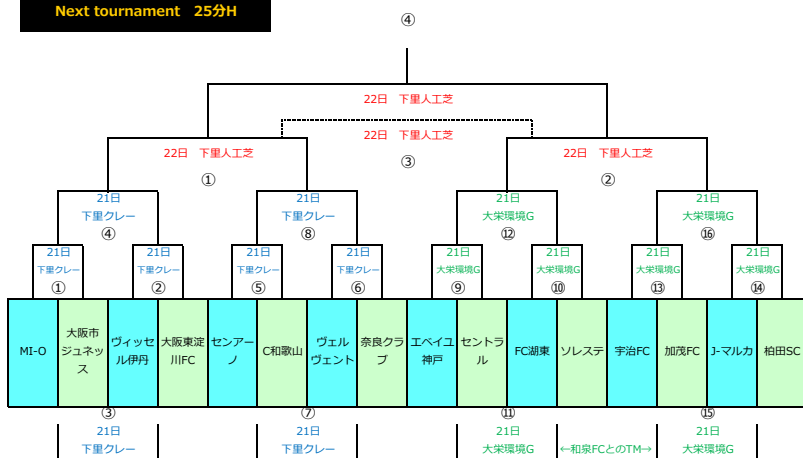 Next tournament 25分H
④
22日 下里人工芝
22日 下里人工芝
③
22日 下里人工芝
①
22日 下里人工芝
②
21日
下里クレー
④
21日
下里クレー
⑧
21日
大栄環境G
⑫
21日
大栄環境G
⑯
21日
下里クレー
①
21日
下里クレー
②
21日
下里クレー
⑤
21日
下里クレー
⑥
21日
大栄環境G
⑨
21日
大栄環境G
⑩
21日
大栄環境G
⑬
21日
大栄環境G
⑭
MI-O
大阪市
ジュネッ
ス
ヴィッセ
ル伊丹
大阪東淀
川FC
センアー
ノ
C和歌山
ヴェル
ヴェント
奈良クラ
ブ
エベイユ
神戸
セントラ
ル
FC湖東
ソレステ
宇治FC
加茂FC
J-マルカ
柏田SC
③
21日
下里クレー
⑦
21日
下里クレー
⑪
21日
大栄環境G
←和泉FCとのTM→
⑮
21日
大栄環境G